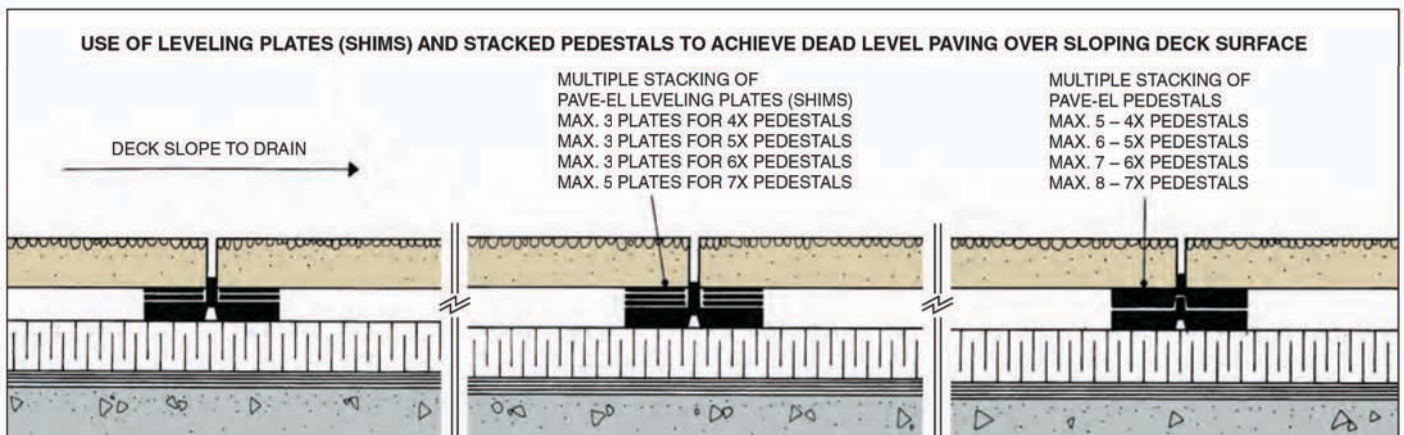 USE OF LEVELING PLATES (SHIMS) AND STACKED PEDESTALS TO ACHIEVE DEAD LEVEL PAVING OVER SLOPING DECK SURFACE
DECK SLOPE TO DRAIN
MULTIPLE STACKING OF
PAVE-EL LEVELING PLATES (SHIMS)
MAX. 3 PLATES FOR 4X PEDESTALS
MAX. 3 PLATES FOR 5X PEDESTALS
MAX. 3 PLATES FOR 6X PEDESTALS
MAX. 5 PLATES FOR 7X PEDESTALS
MULTIPLE STACKING OF
PAVE-EL PEDESTALS
MAX. 5 – 4X PEDESTALS
MAX. 6 – 5X PEDESTALS
MAX. 7 – 6X PEDESTALS
MAX. 8 – 7X PEDESTALS